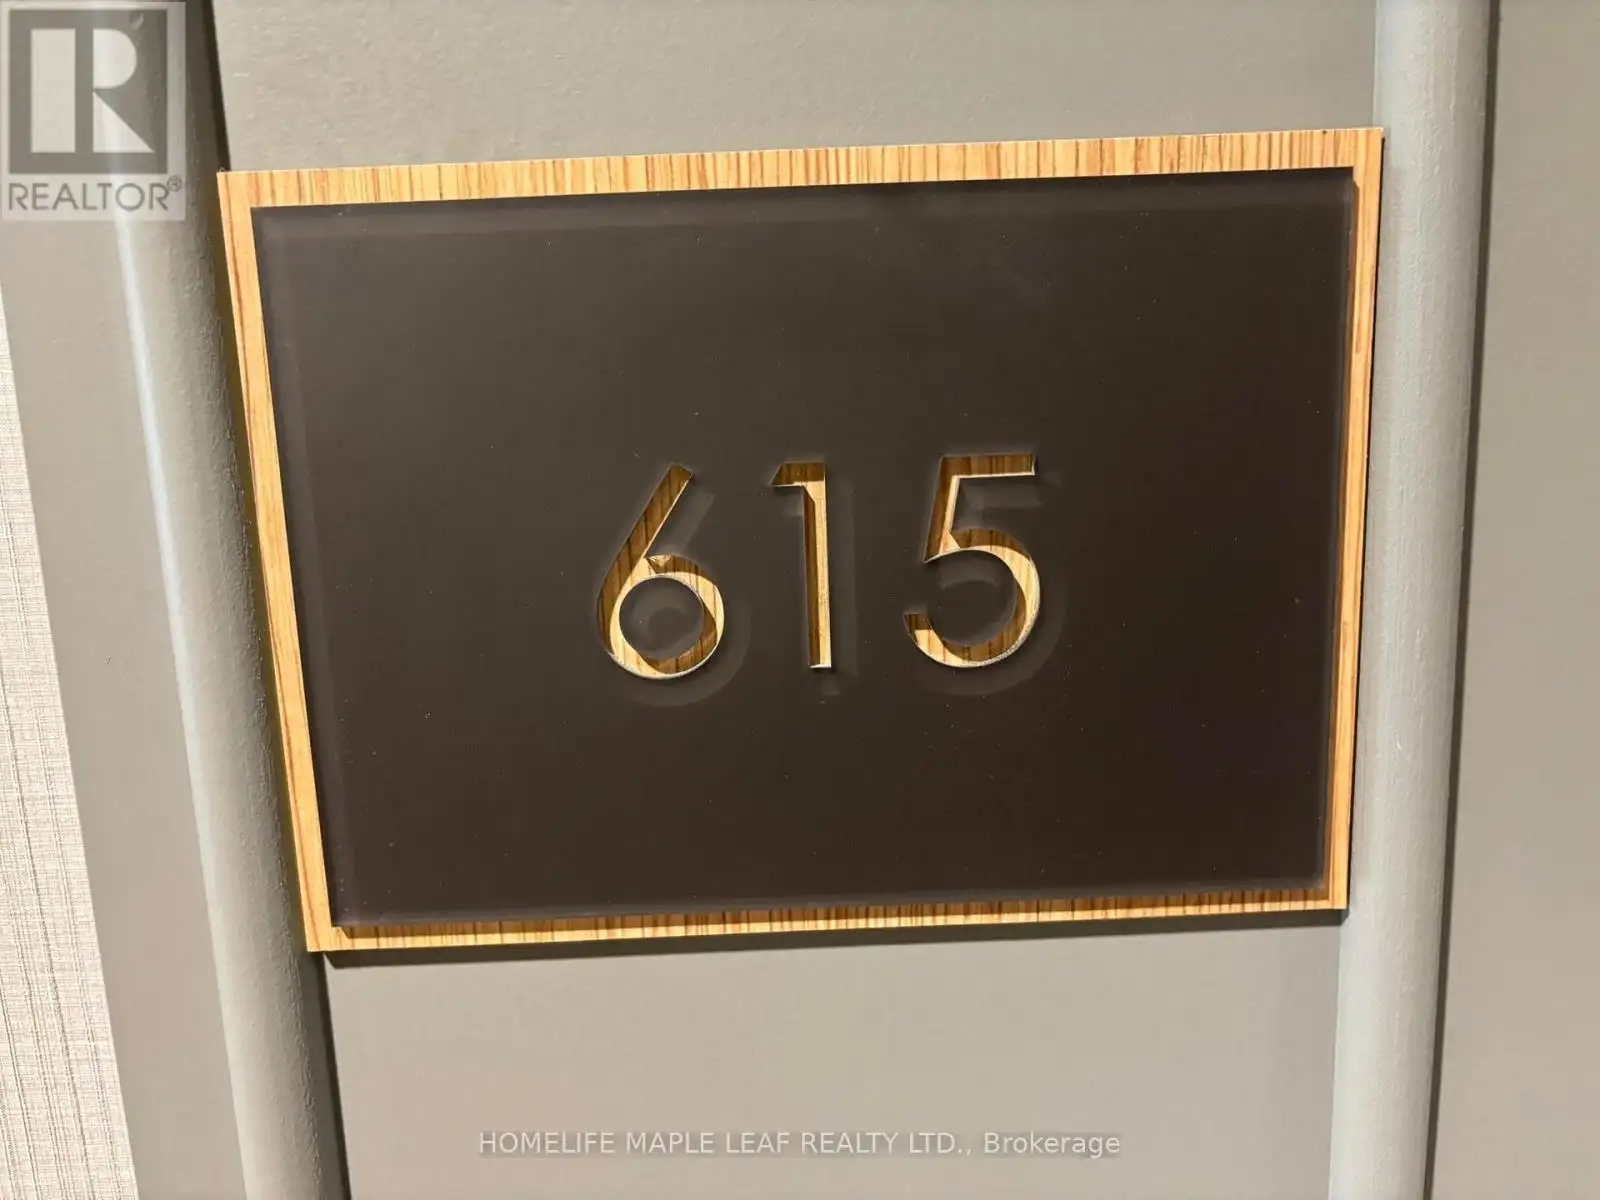 REALTOR®
615
HOMELIFE MAPLE LEAF REALTY LTD., Brokerage